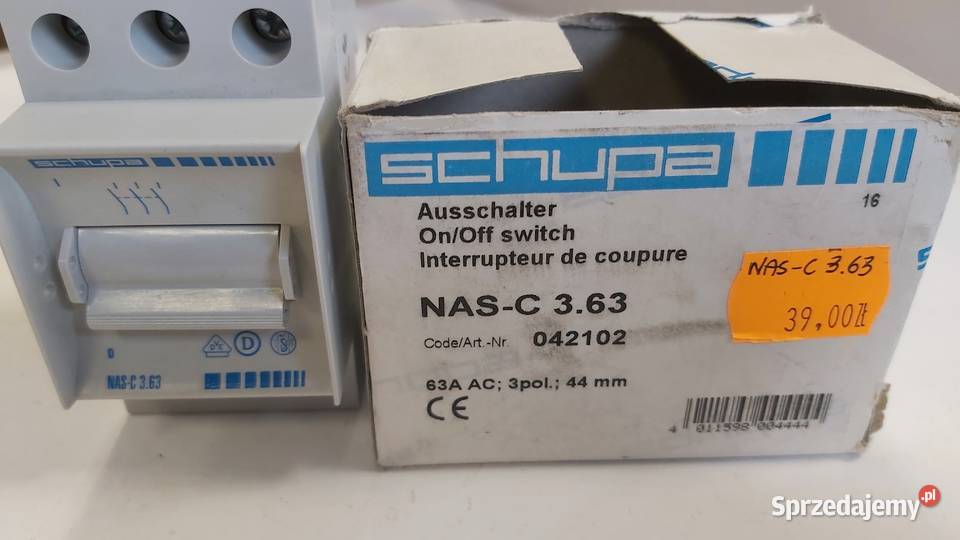 schupa
I
0
NAS-C 3.63
schupa
16
Ausschalter
On/Off switch
Interrupteur de coupure
NAS-C 3.63
Code/Art.-Nr. 042102
63A AC; 3pol.; 44 mm
CE
4 011598 004444
NAS-C 3.63
39,00Zł
Sprzedajemy.pl